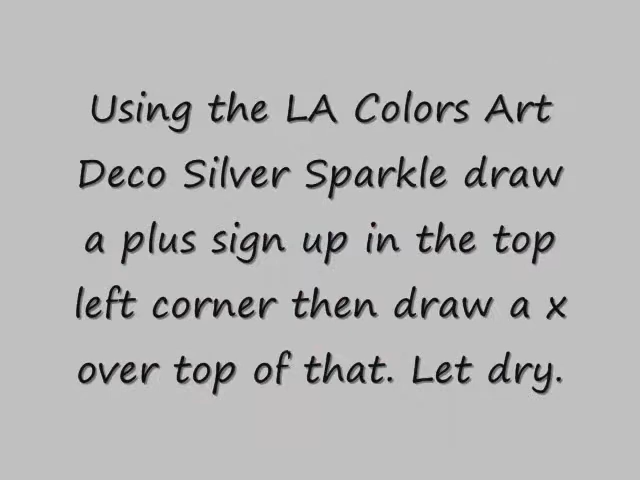 Using the LA Colors Art
Deco Silver Sparkle draw
a plus sign up in the top
left corner then draw a x
over top of that. Let dry.